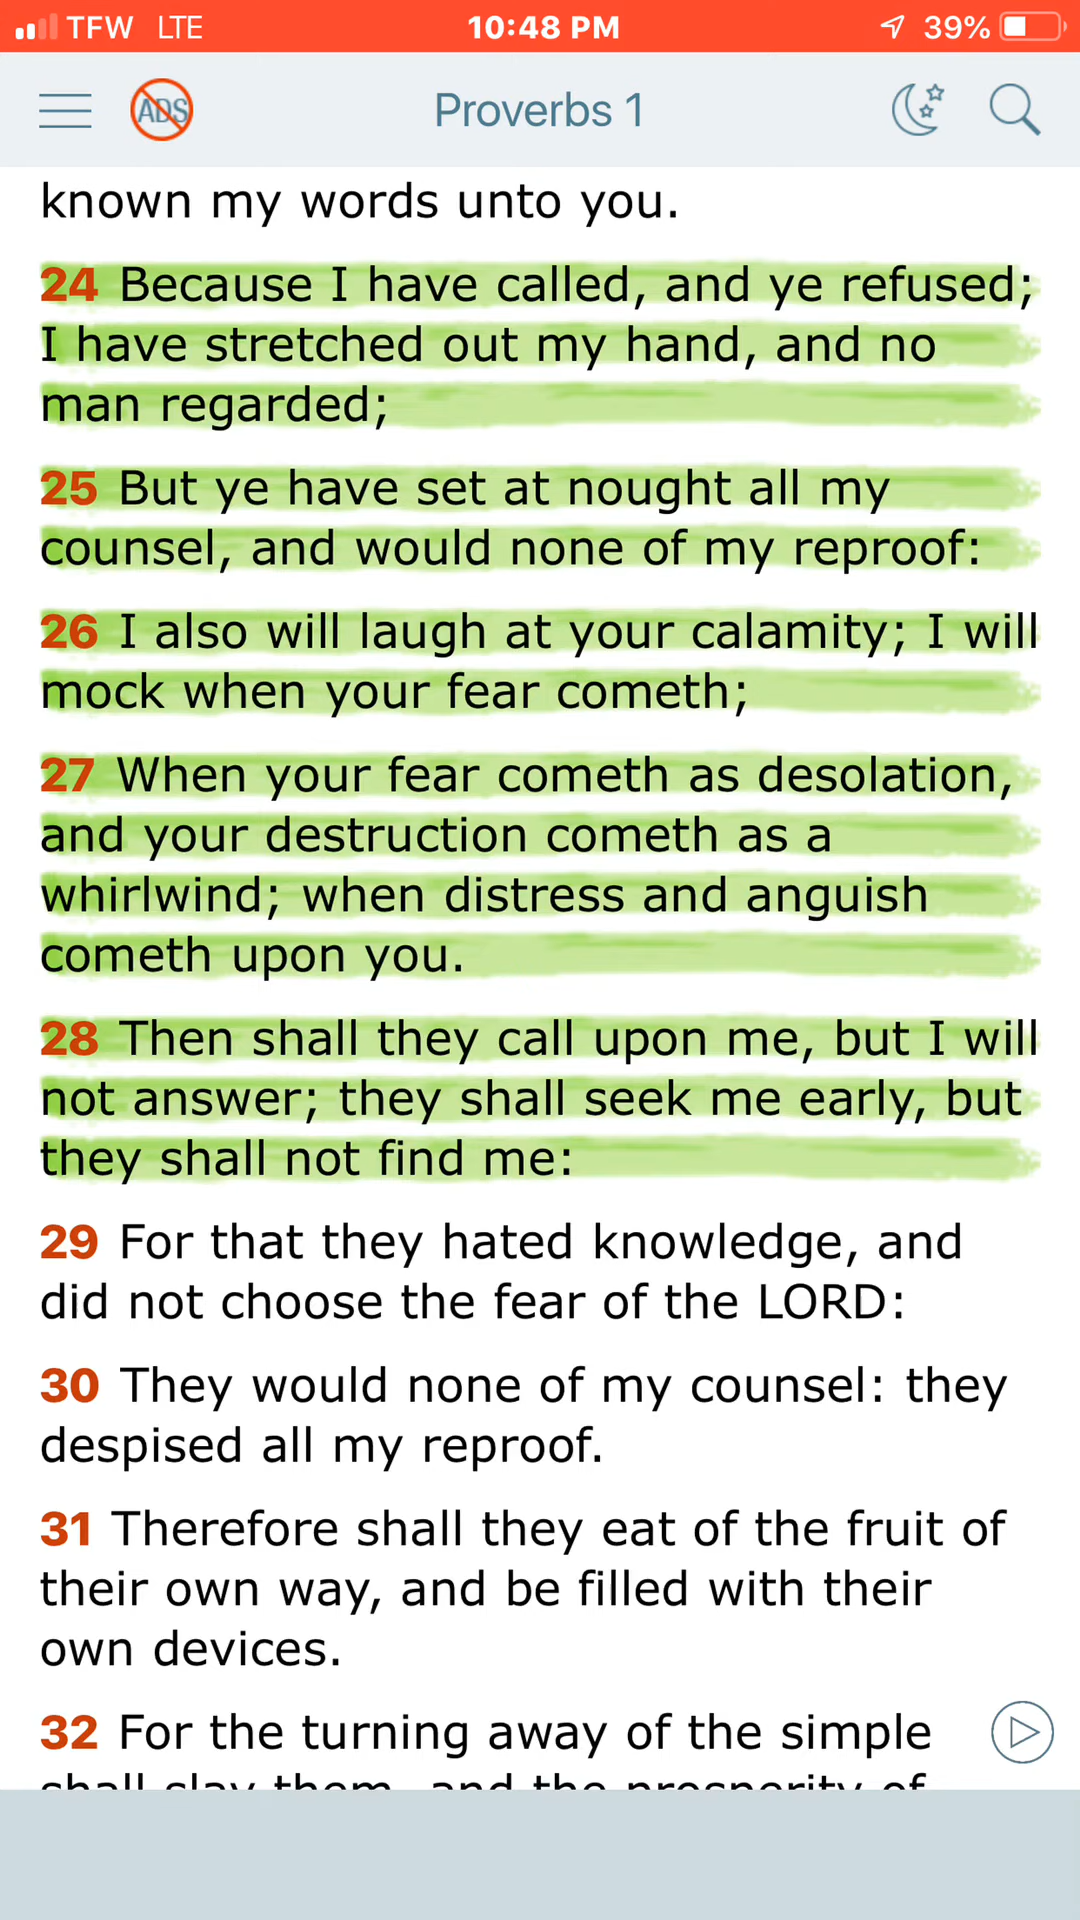 TFW LTE 10:48 PM 39%
ADS Proverbs 1
known my words unto you.
24 Because I have called, and ye refused;
I have stretched out my hand, and no
man regarded;
25 But ye have set at nought all my
counsel, and would none of my reproof:
26 I also will laugh at your calamity; I will
mock when your fear cometh;
27 When your fear cometh as desolation,
and your destruction cometh as a
whirlwind; when distress and anguish
cometh upon you.
28 Then shall they call upon me, but I will
not answer; they shall seek me early, but
they shall not find me:
29 For that they hated knowledge, and
did not choose the fear of the LORD:
30 They would none of my counsel: they
despised all my reproof.
31 Therefore shall they eat of the fruit of
their own way, and be filled with their
own devices.
32 For the turning away of the simple
shall slay them, and the prosperity of